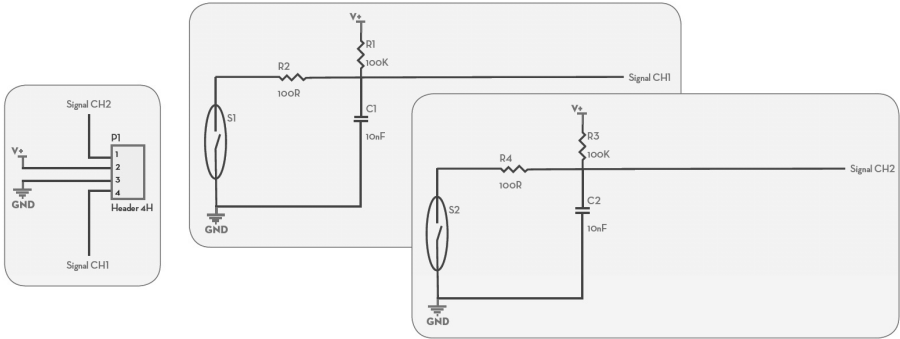 Signal CH2
P1
V+
1
2
3
4
GND
Header 4H
Signal CH1
V+
R1
100K
R2
100R
Signal CH1
C1
10nF
S1
GND
V+
R3
100K
R4
100R
Signal CH2
C2
10nF
S2
GND